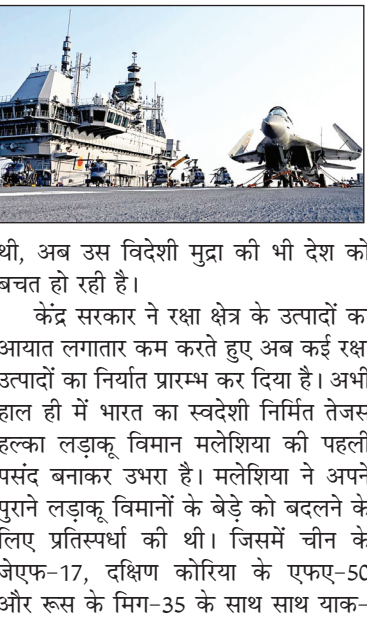 थी, अब उस विदेशी मुद्रा की भी देश को
बचत हो रही है।
केंद्र सरकार ने रक्षा क्षेत्र के उत्पादों का
आयात लगातार कम करते हुए अब कई रक्षा
उत्पादों का निर्यात प्रारम्भ कर दिया है। अभी
हाल ही में भारत का स्वदेशी निर्मित तेजस
हल्का लड़ाकू विमान मलेशिया की पहली
पसंद बनाकर उभरा है। मलेशिया ने अपने
पुराने लड़ाकू विमानों के बेड़े को बदलने के
लिए प्रतिस्पर्धा की थी। जिसमें चीन के
जेएफ-17, दक्षिण कोरिया के एफए-50
और रूस के मिग-35 के साथ साथ याक-